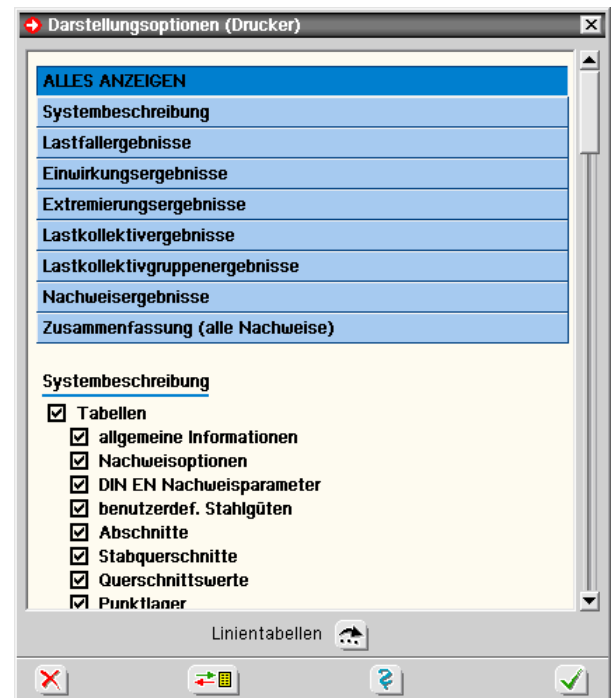 Darstellungsoptionen (Drucker)
ALLES ANZEIGEN
Systembeschreibung
Lastfallergebnisse
Einwirkungsergebnisse
Extremierungsergebnisse
Lastkollektivergebnisse
Lastkollektivgruppenergebnisse
Nachweisergebnisse
Zusammenfassung (alle Nachweise)
Systembeschreibung
Tabellen
allgemeine Informationen
Nachweisoptionen
DIN EN Nachweisparameter
benutzerdef. Stahlgüten
Abschnitte
Stabquerschnitte
Querschnittswerte
Punktlager
Linientabellen